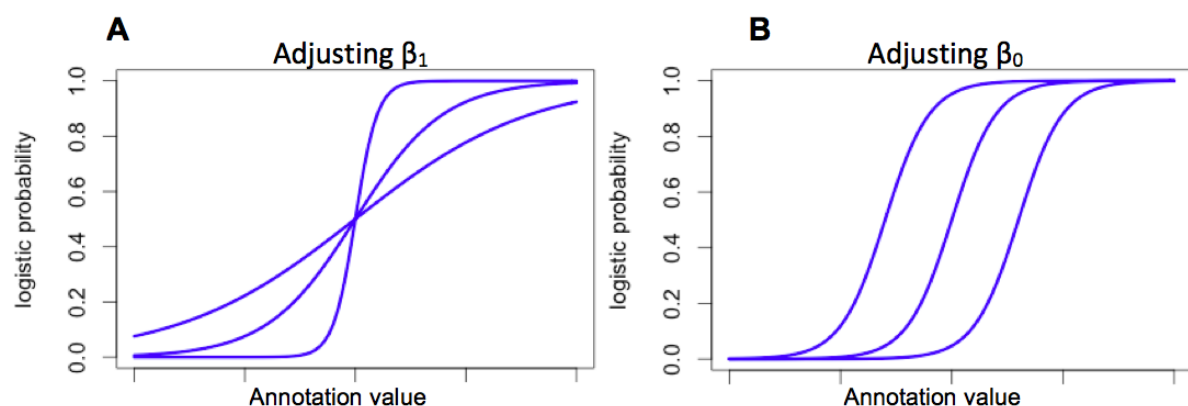 A
Adjusting β₁
logistic probability
1.0
0.8
0.6
0.4
0.2
0.0
Annotation value
B
Adjusting β₀
logistic probability
1.0
0.8
0.6
0.4
0.2
0.0
Annotation value